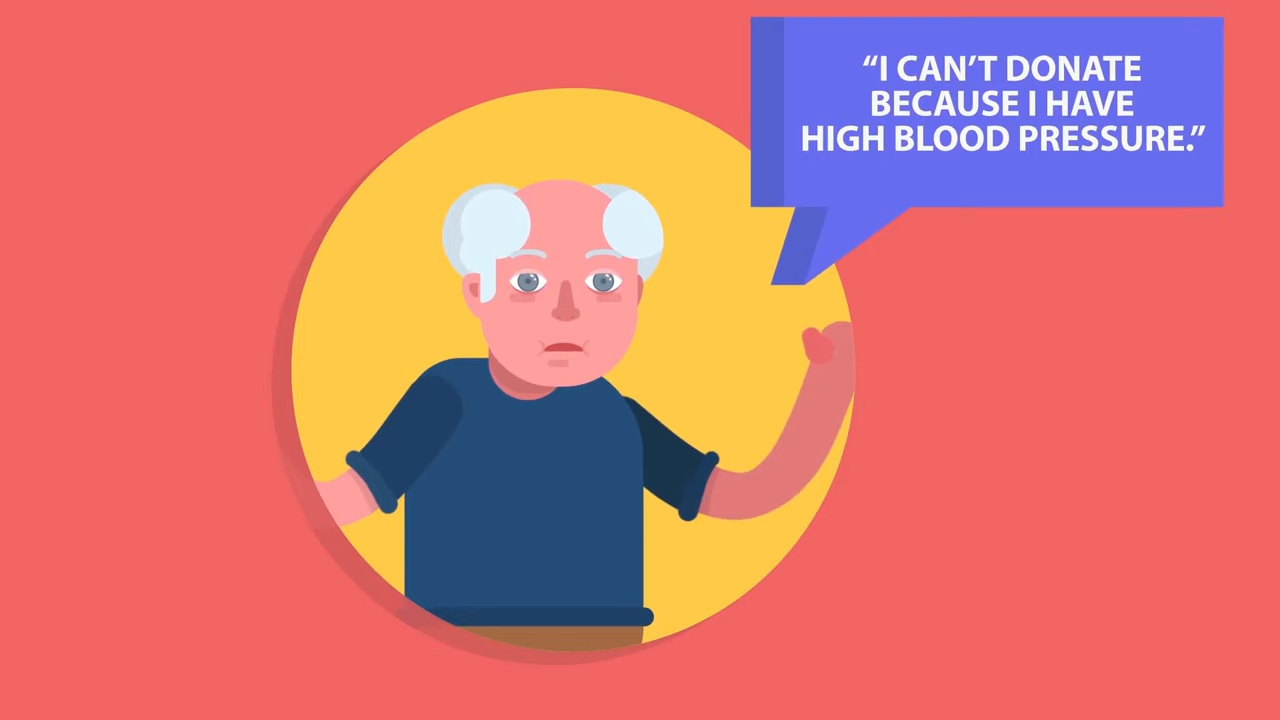 “I CAN’T DONATE
BECAUSE I HAVE
HIGH BLOOD PRESSURE.”